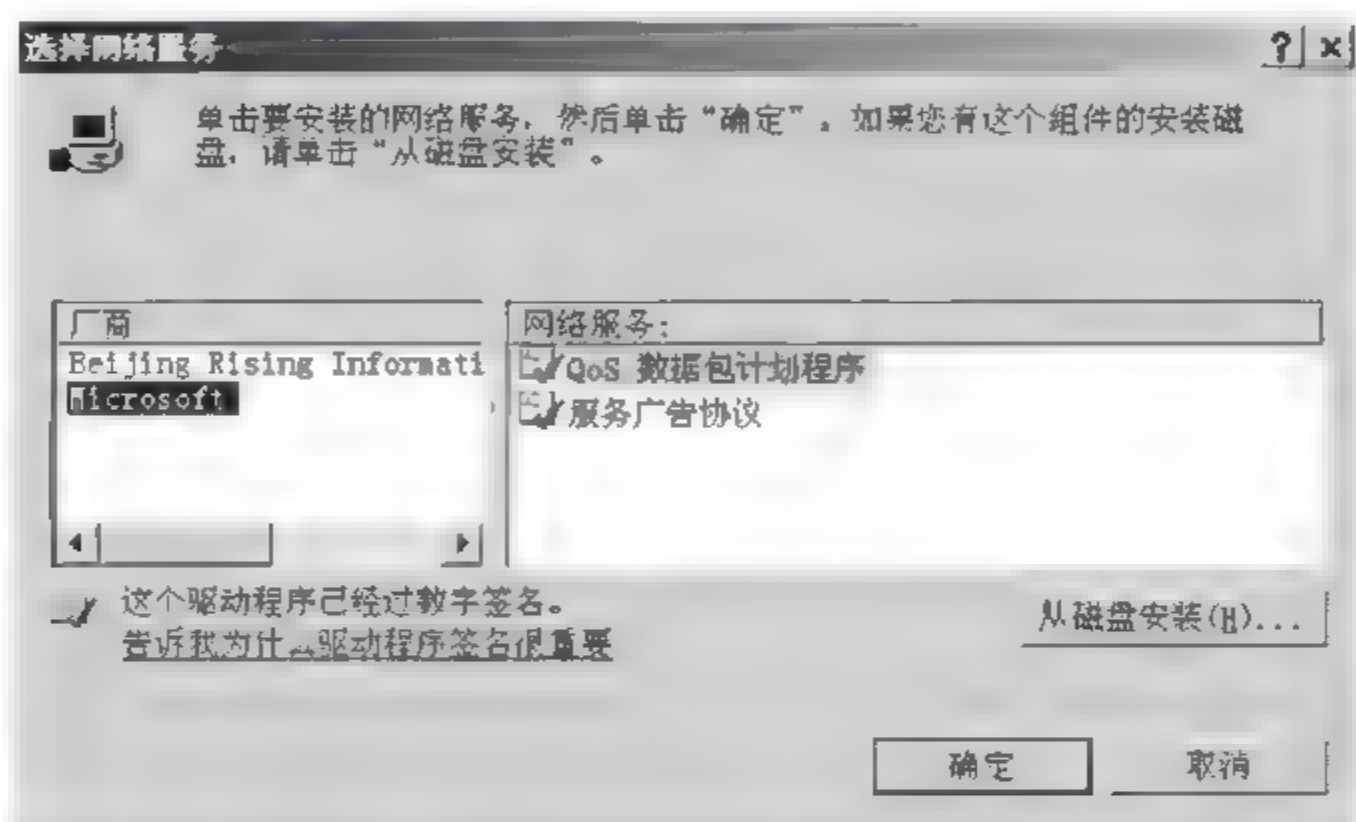 选择网络服务
? ×
单击要安装的网络服务，然后单击“确定”。如果您有这个组件的安装磁
盘，请单击“从磁盘安装”。
厂商
网络服务:
Beijing Rising Informati
Microsoft
QoS 数据包计划程序
服务广告协议
这个驱动程序已经过数字签名。
告诉我为什么驱动程序签名很重要
从磁盘安装(H)...
确定
取消